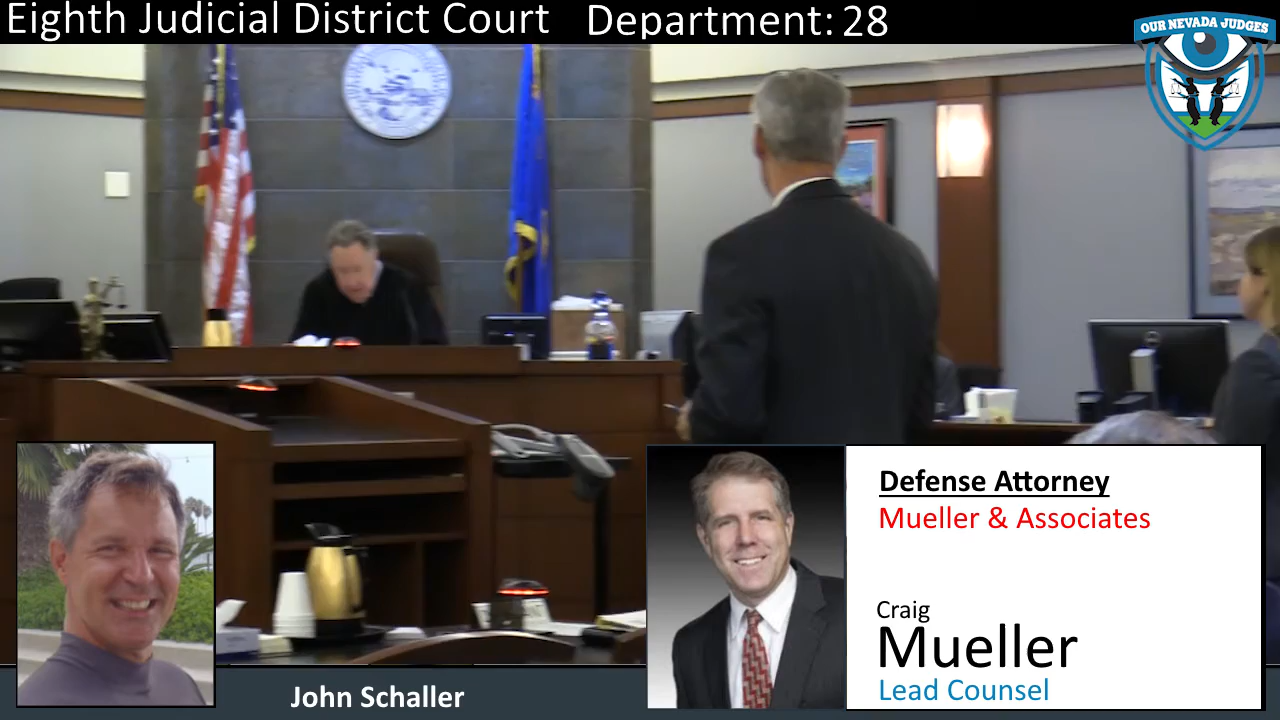 Eighth Judicial District Court Department: 28
OUR NEVADA JUDGES
Defense Attorney
Mueller & Associates
Craig
Mueller
Lead Counsel
John Schaller